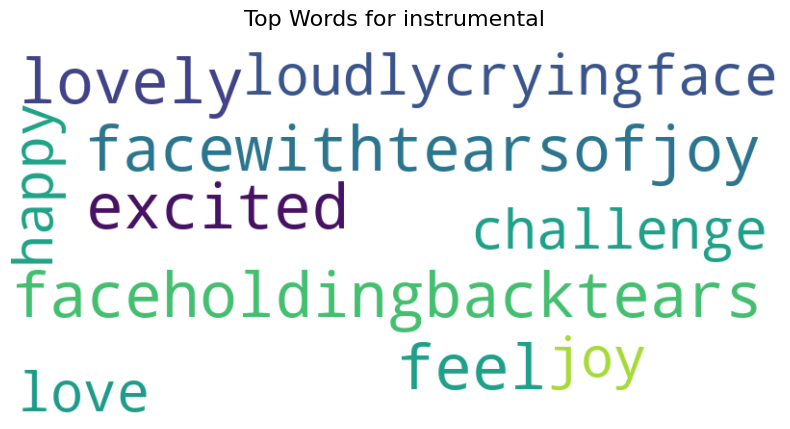 Top Words for instrumental
lovely
loudlycryingface
happy
facewithtearsofjoy
excited
challenge
faceholdingbacktears
feel
joy
love